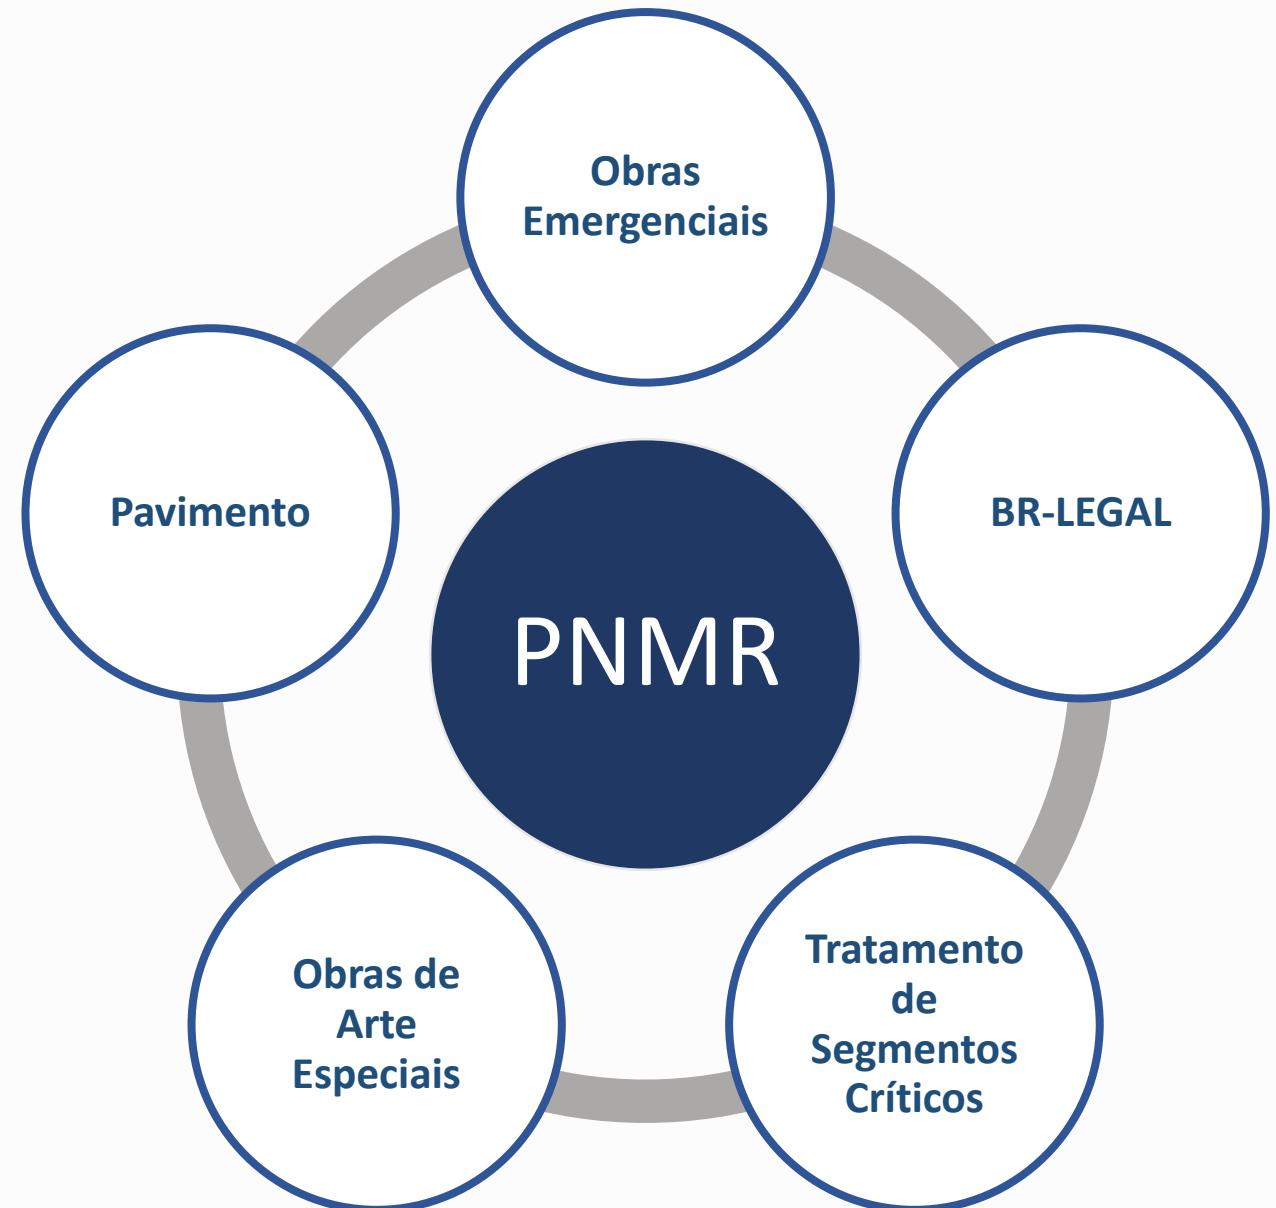 Obras
Emergenciais
Pavimento
BR-LEGAL
PNMR
Obras de
Arte
Especiais
Tratamento
de
Segmentos
Críticos